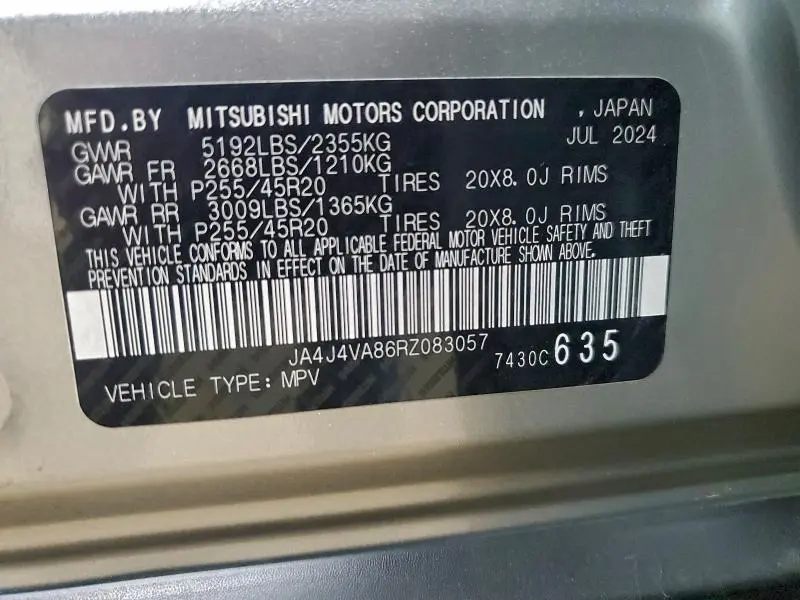 MFD.BY MITSUBISHI MOTORS CORPORATION , JAPAN
GVWR 5192LBS/2355KG JUL 2024
GAWR FR 2668LBS/1210KG
WITH P255/45R20 TIRES 20X8.0J RIMS
GAWR RR 3009LBS/1365KG
WITH P255/45R20 TIRES 20X8.0J RIMS
THIS VEHICLE CONFORMS TO ALL APPLICABLE FEDERAL MOTOR VEHICLE SAFETY AND THEFT
PREVENTION STANDARDS IN EFFECT ON THE DATE OF MANUFACTURE SHOWN ABOVE.
JA4J4VA86RZ083057 7430C 635
VEHICLE TYPE: MPV